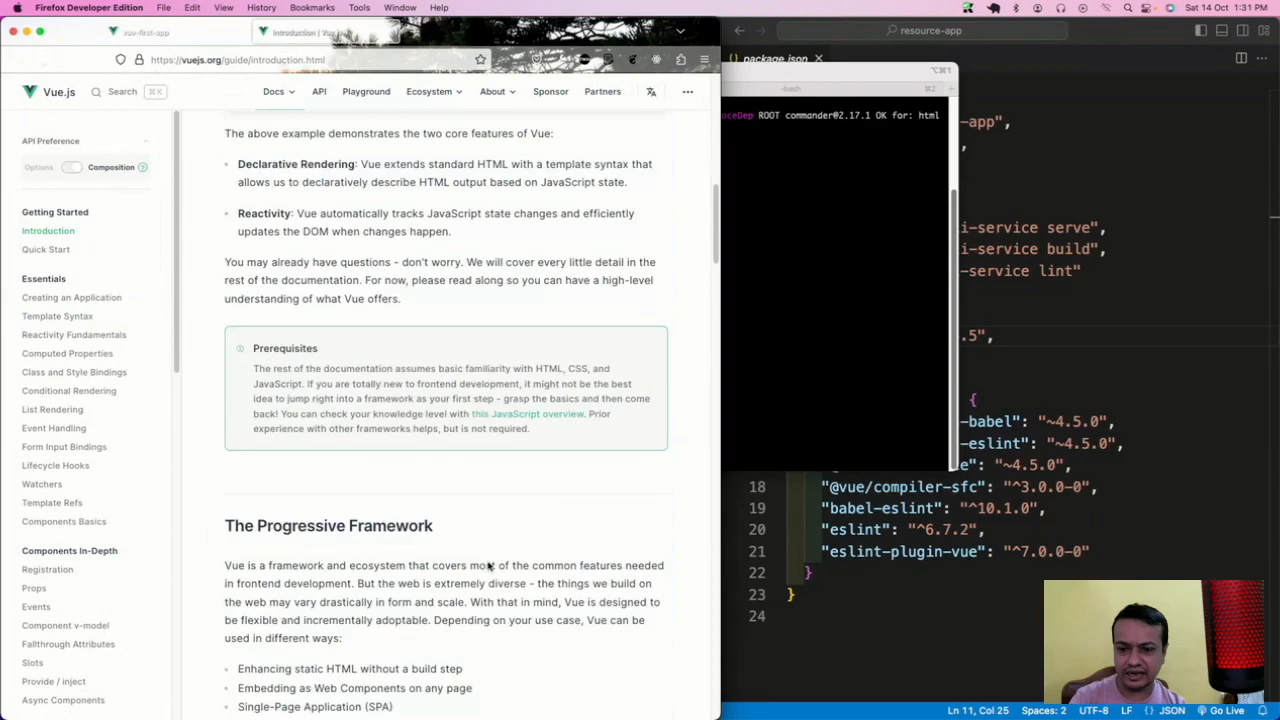 Firefox Developer Edition File Edit View History Bookmarks Tools Window Help
Sat Sep 14 1:31 PM
vue-first-app
Introduction | Vue.js
https://vuejs.org/guide/introduction.html
Vue.js
Search
⌘ K
Docs
API
Playground
Ecosystem
About
Sponsor
Partners
API Preference
Options
Composition
Getting Started
Introduction
Quick Start
Essentials
Creating an Application
Template Syntax
Reactivity Fundamentals
Computed Properties
Class and Style Bindings
Conditional Rendering
List Rendering
Event Handling
Form Input Bindings
Lifecycle Hooks
Watchers
Template Refs
Components Basics
Components In-Depth
Registration
Props
Events
Component v-model
Fallthrough Attributes
Slots
Provide / inject
Async Components
The above example demonstrates the two core features of Vue:
Declarative Rendering: Vue extends standard HTML with a template syntax that
allows us to declaratively describe HTML output based on JavaScript state.
Reactivity: Vue automatically tracks JavaScript state changes and efficiently
updates the DOM when changes happen.
You may already have questions - don't worry. We will cover every little detail in the
rest of the documentation. For now, please read along so you can have a high-level
understanding of what Vue offers.
Prerequisites
The rest of the documentation assumes basic familiarity with HTML, CSS, and
JavaScript. If you are totally new to frontend development, it might not be the best
idea to jump right into a framework as your first step - grasp the basics and then come
back! You can check your knowledge level with this JavaScript overview. Prior
experience with other frameworks helps, but is not required.
The Progressive Framework
Vue is a framework and ecosystem that covers most of the common features needed
in frontend development. But the web is extremely diverse - the things we build on
the web may vary drastically in form and scale. With that in mind, Vue is designed to
be flexible and incrementally adoptable. Depending on your use case, Vue can be
used in different ways:
Enhancing static HTML without a build step
Embedding as Web Components on any page
Single-Page Application (SPA)
resource-app
package.json
⌥⌘1
-bash
⌘2
aceDep ROOT commander@2.17.1 OK for: html
-app",
i-service serve",
i-service build",
i-service lint"
.5",
{
-babel": "~4.5.0",
-eslint": "~4.5.0",
e": "~4.5.0",
18 "@vue/compiler-sfc": "^3.0.0-0",
19 "babel-eslint": "^10.1.0",
20 "eslint": "^6.7.2",
21 "eslint-plugin-vue": "^7.0.0"
22 }
23 }
24
Ln 11, Col 25
Spaces: 2
UTF-8
LF
{} JSON
Go Live